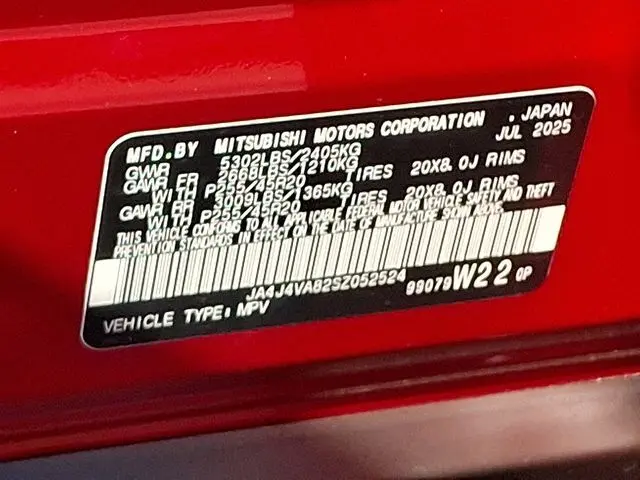 MFD. BY MITSUBISHI MOTORS CORPORATION . JAPAN
JUL 2025
GWR 5302LBS/2405KG
GAWR FR 2668LBS/1210KG
WITH P255/45R20 TIRES 20X8.0J RIMS
GAWR RR 3009LBS/1365KG
WITH P255/45R20 TIRES 20X8.0J RIMS
THIS VEHICLE CONFORMS TO ALL APPLICABLE FEDERAL MOTOR VEHICLE SAFETY AND THEFT
PREVENTION STANDARDS IN EFFECT ON THE DATE OF MANUFACTURE SHOWN ABOVE.
JA4J4VA82SZ052524
99079 W22 0P
VEHICLE TYPE: MPV